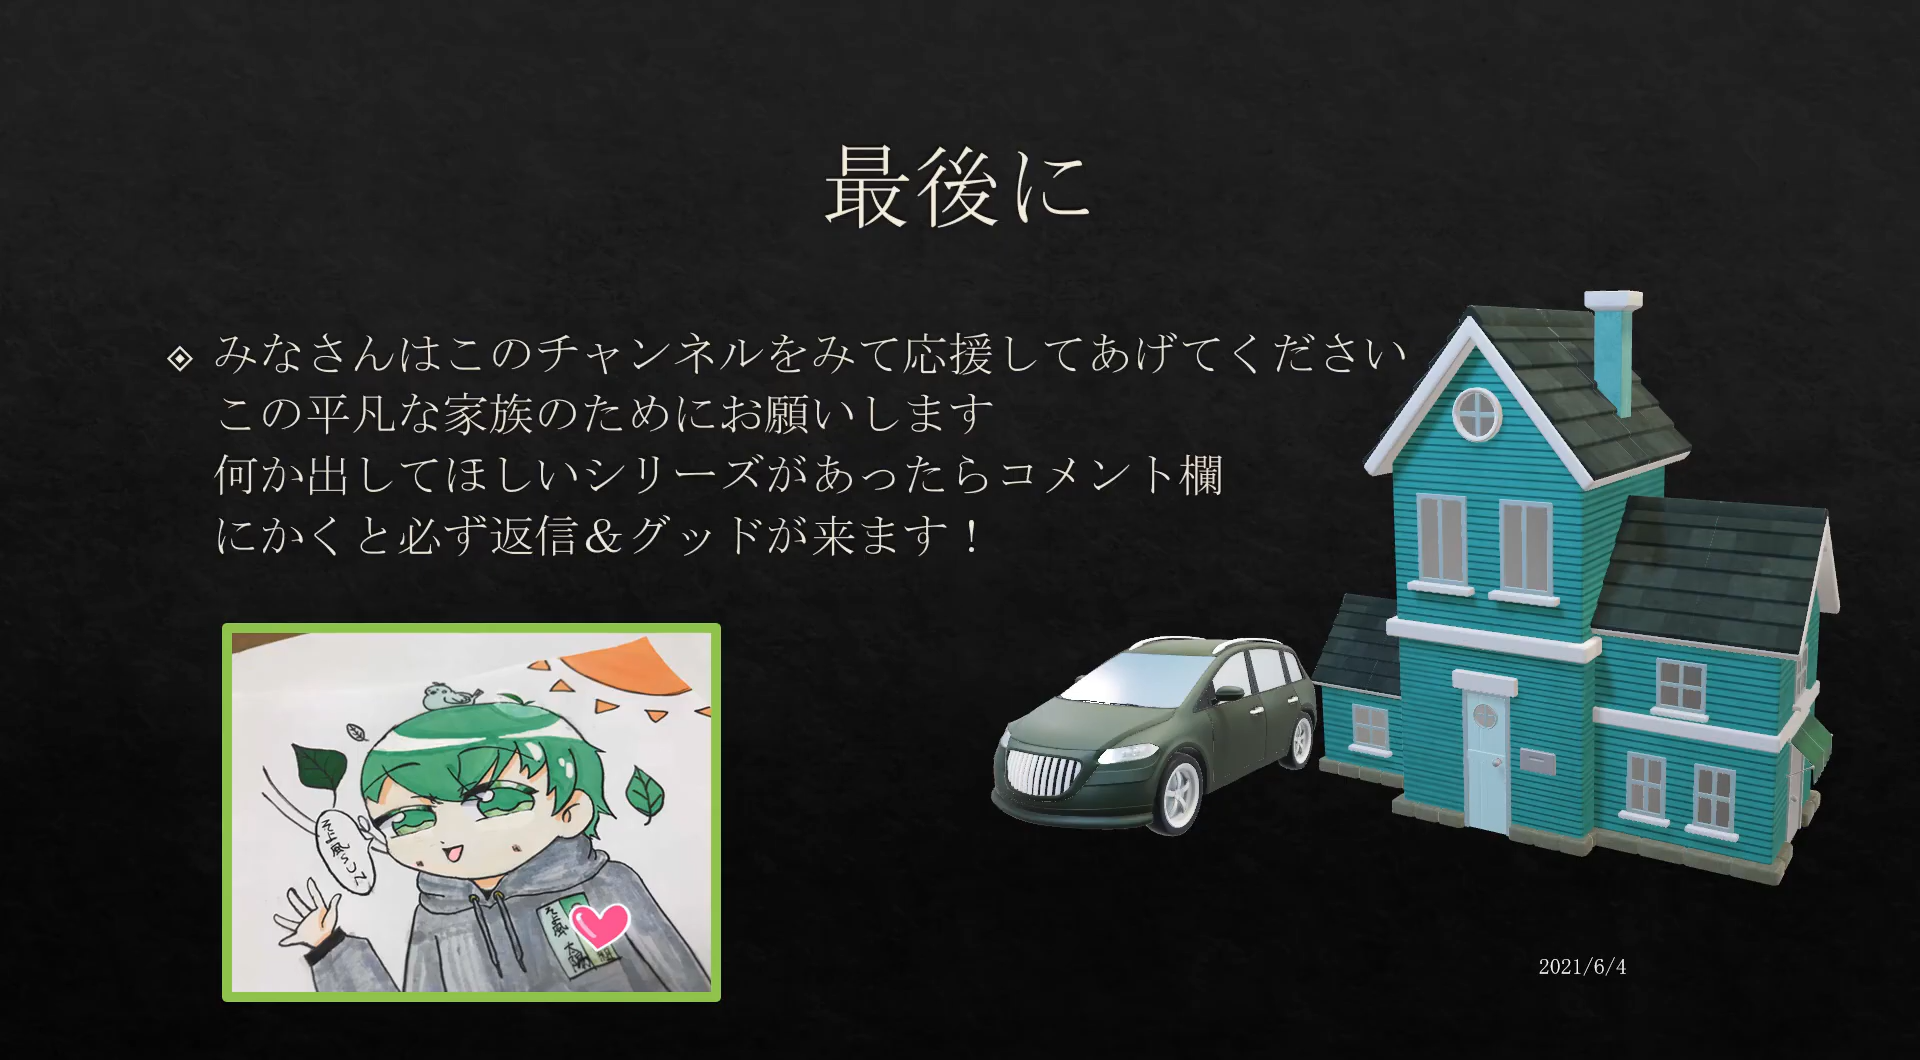 最後に
みなさんはこのチャンネルをみて応援してあげてください
この平凡な家族のためにお願いします
何か出してほしいシリーズがあったらコメント欄
にかくと必ず返信&グッドが来ます！
2021/6/4